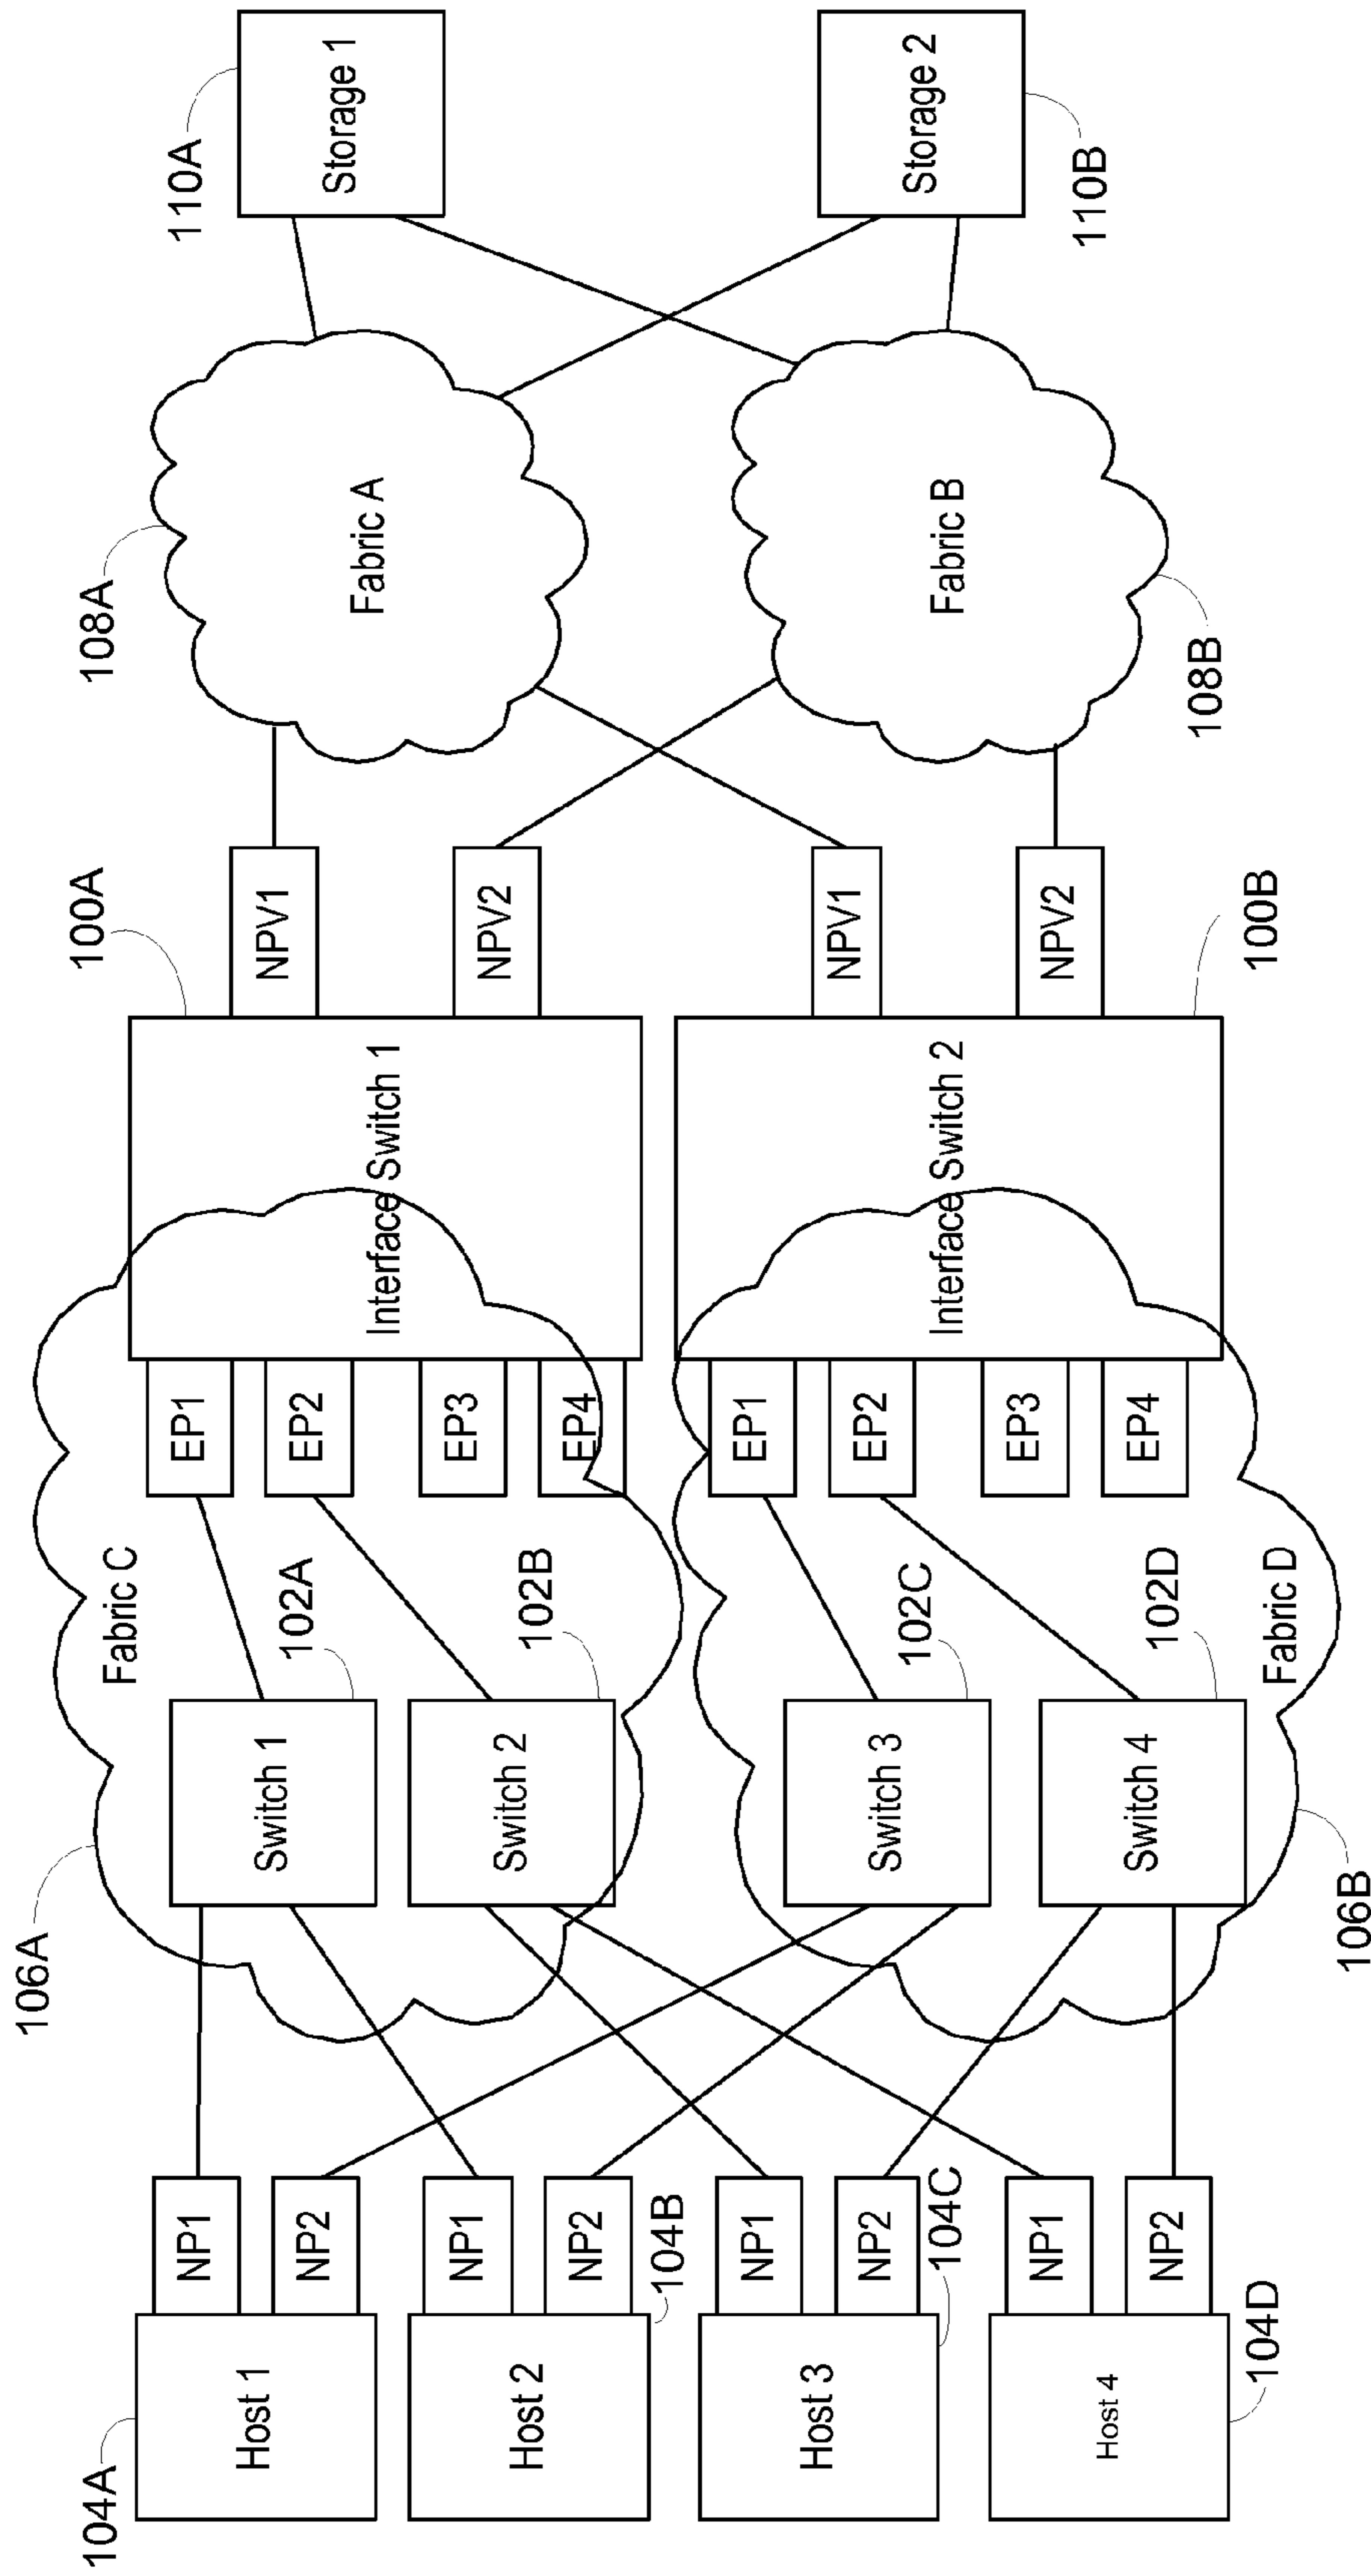 104A
Host 1
NP1
NP2
Host 2
NP1
NP2
104B
Host 3
NP1
NP2
104C
Host 4
NP1
NP2
104D
106A
Fabric C
Switch 1
102A
Switch 2
102B
Switch 3
102C
Switch 4
102D
Fabric D
106B
EP1
EP2
EP3
EP4
Interface Switch 1
100A
NPV1
NPV2
EP1
EP2
EP3
EP4
Interface Switch 2
100B
NPV1
NPV2
108A
Fabric A
Fabric B
108B
110A
Storage 1
Storage 2
110B